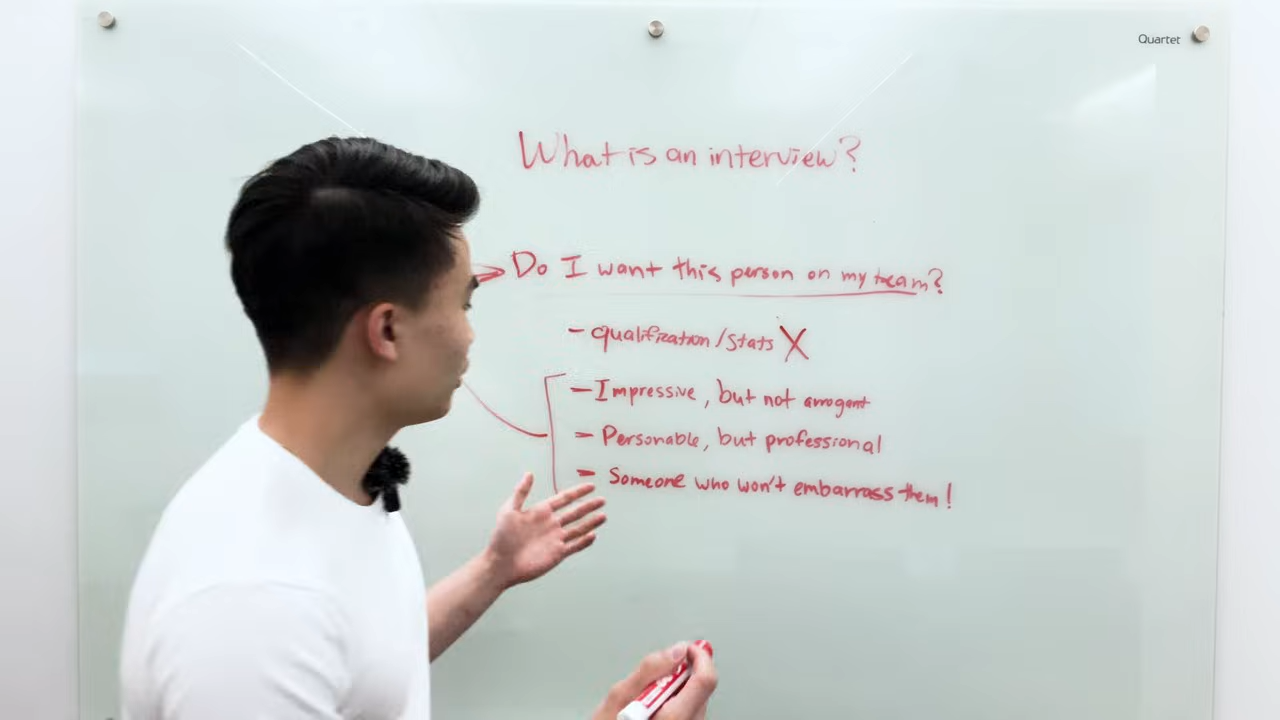 Quartet
What is an interview?
Do I want this person on my team?
- qualification/stats X
- Impressive, but not arrogant
- Personable, but professional
- Someone who won't embarrass them!